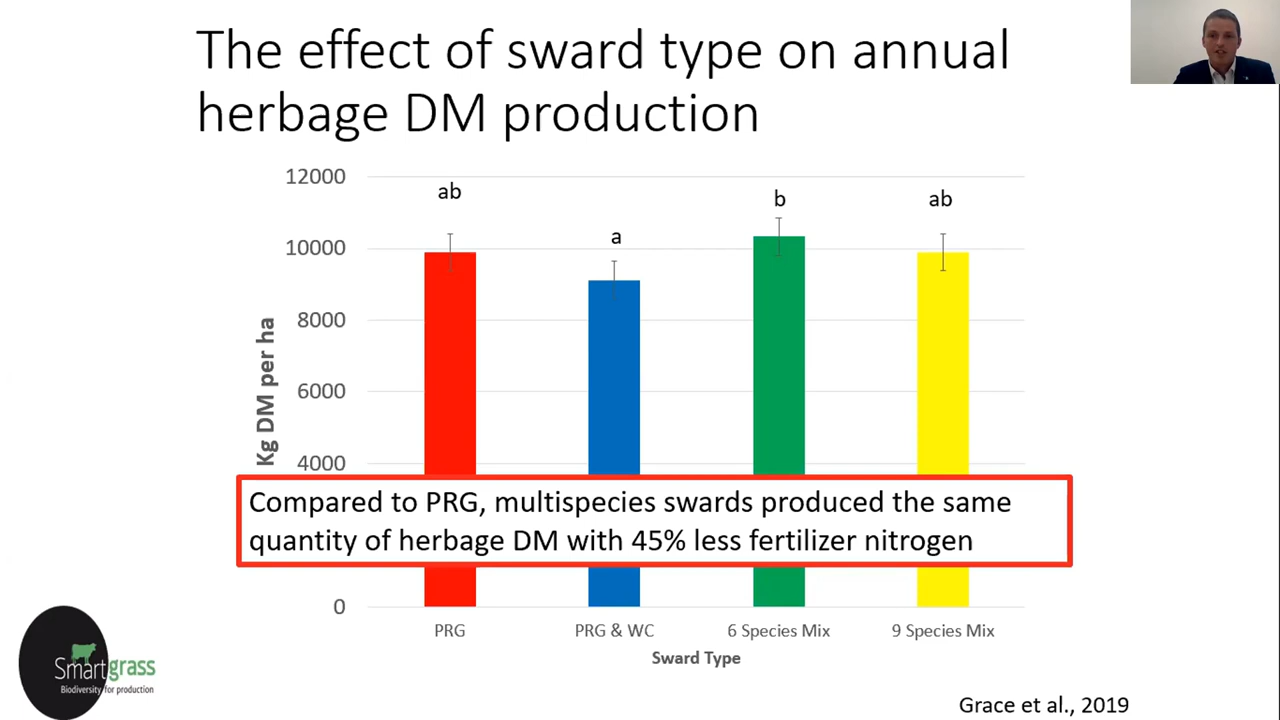 The effect of sward type on annual
herbage DM production
12000
10000
8000
6000
4000
0
Kg DM per ha
ab
a
b
ab
Compared to PRG, multispecies swards produced the same
quantity of herbage DM with 45% less fertilizer nitrogen
PRG
PRG & WC
6 Species Mix
9 Species Mix
Sward Type
Smartgrass
Biodiversity for production
Grace et al., 2019